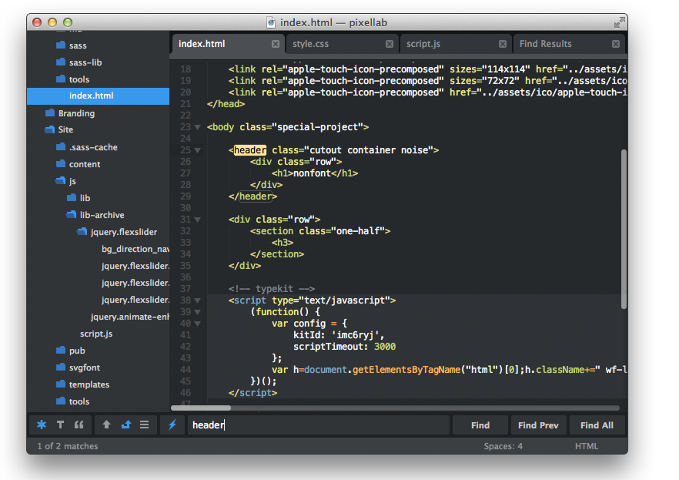 index.html — pixellab
sass
sass-lib
tools
index.html
Branding
Site
.sass-cache
content
js
lib
lib-archive
jquery.flexslider
bg_direction_nav
jquery.flexslider.
jquery.flexslider.
jquery.flexslider.
jquery.animate-enh
script.js
pub
svgfont
templates
tools
index.html style.css script.js Find Results
18 <link rel="apple-touch-icon-precomposed" sizes="114x114" href="../assets/i
19 <link rel="apple-touch-icon-precomposed" sizes="72x72" href="../assets/ico
20 <link rel="apple-touch-icon-precomposed" href="../assets/ico/apple-touch-i
21 </head>
22
23 <body class="special-project">
24
25 <header class="cutout container noise">
26 <div class="row">
27 <h1>nonfont</h1>
28 </div>
29 </header>
30
31 <div class="row">
32 <section class="one-half">
33 <h3>
34 </section>
35 </div>
36
37 <!-- typekit -->
38 <script type="text/javascript">
39 (function() {
40 var config = {
41 kitId: 'imc6ryj',
42 scriptTimeout: 3000
43 };
44 var h=document.getElementsByTagName("html")[0];h.className+=" wf-l
45 })();
46 </script>
47
header Find Find Prev Find All
1 of 2 matches Spaces: 4 HTML